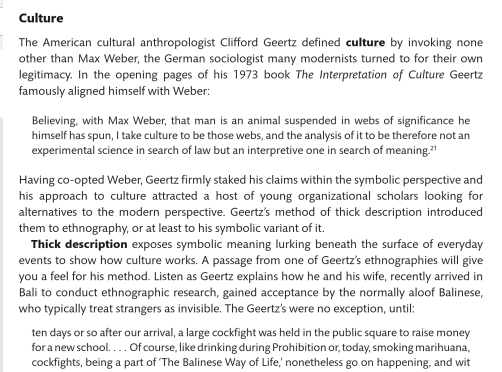 Culture
The American cultural anthropologist Clifford Geertz defined culture by invoking none
other than Max Weber, the German sociologist many modernists turned to for their own
legitimacy. In the opening pages of his 1973 book The Interpretation of Culture Geertz
famously aligned himself with Weber:
Believing, with Max Weber, that man is an animal suspended in webs of significance he
himself has spun, I take culture to be those webs, and the analysis of it to be therefore not an
experimental science in search of law but an interpretive one in search of meaning.21
Having co-opted Weber, Geertz firmly staked his claims within the symbolic perspective and
his approach to culture attracted a host of young organizational scholars looking for
alternatives to the modern perspective. Geertz's method of thick description introduced
them to ethnography, or at least to his symbolic variant of it.
Thick description exposes symbolic meaning lurking beneath the surface of everyday
events to show how culture works. A passage from one of Geertz's ethnographies will give
you a feel for his method. Listen as Geertz explains how he and his wife, recently arrived in
Bali to conduct ethnographic research, gained acceptance by the normally aloof Balinese,
who typically treat strangers as invisible. The Geertz's were no exception, until:
ten days or so after our arrival, a large cockfight was held in the public square to raise money
for a new school. . . . Of course, like drinking during Prohibition or, today, smoking marihuana,
cockfights, being a part of 'The Balinese Way of Life,' nonetheless go on happening, and wit